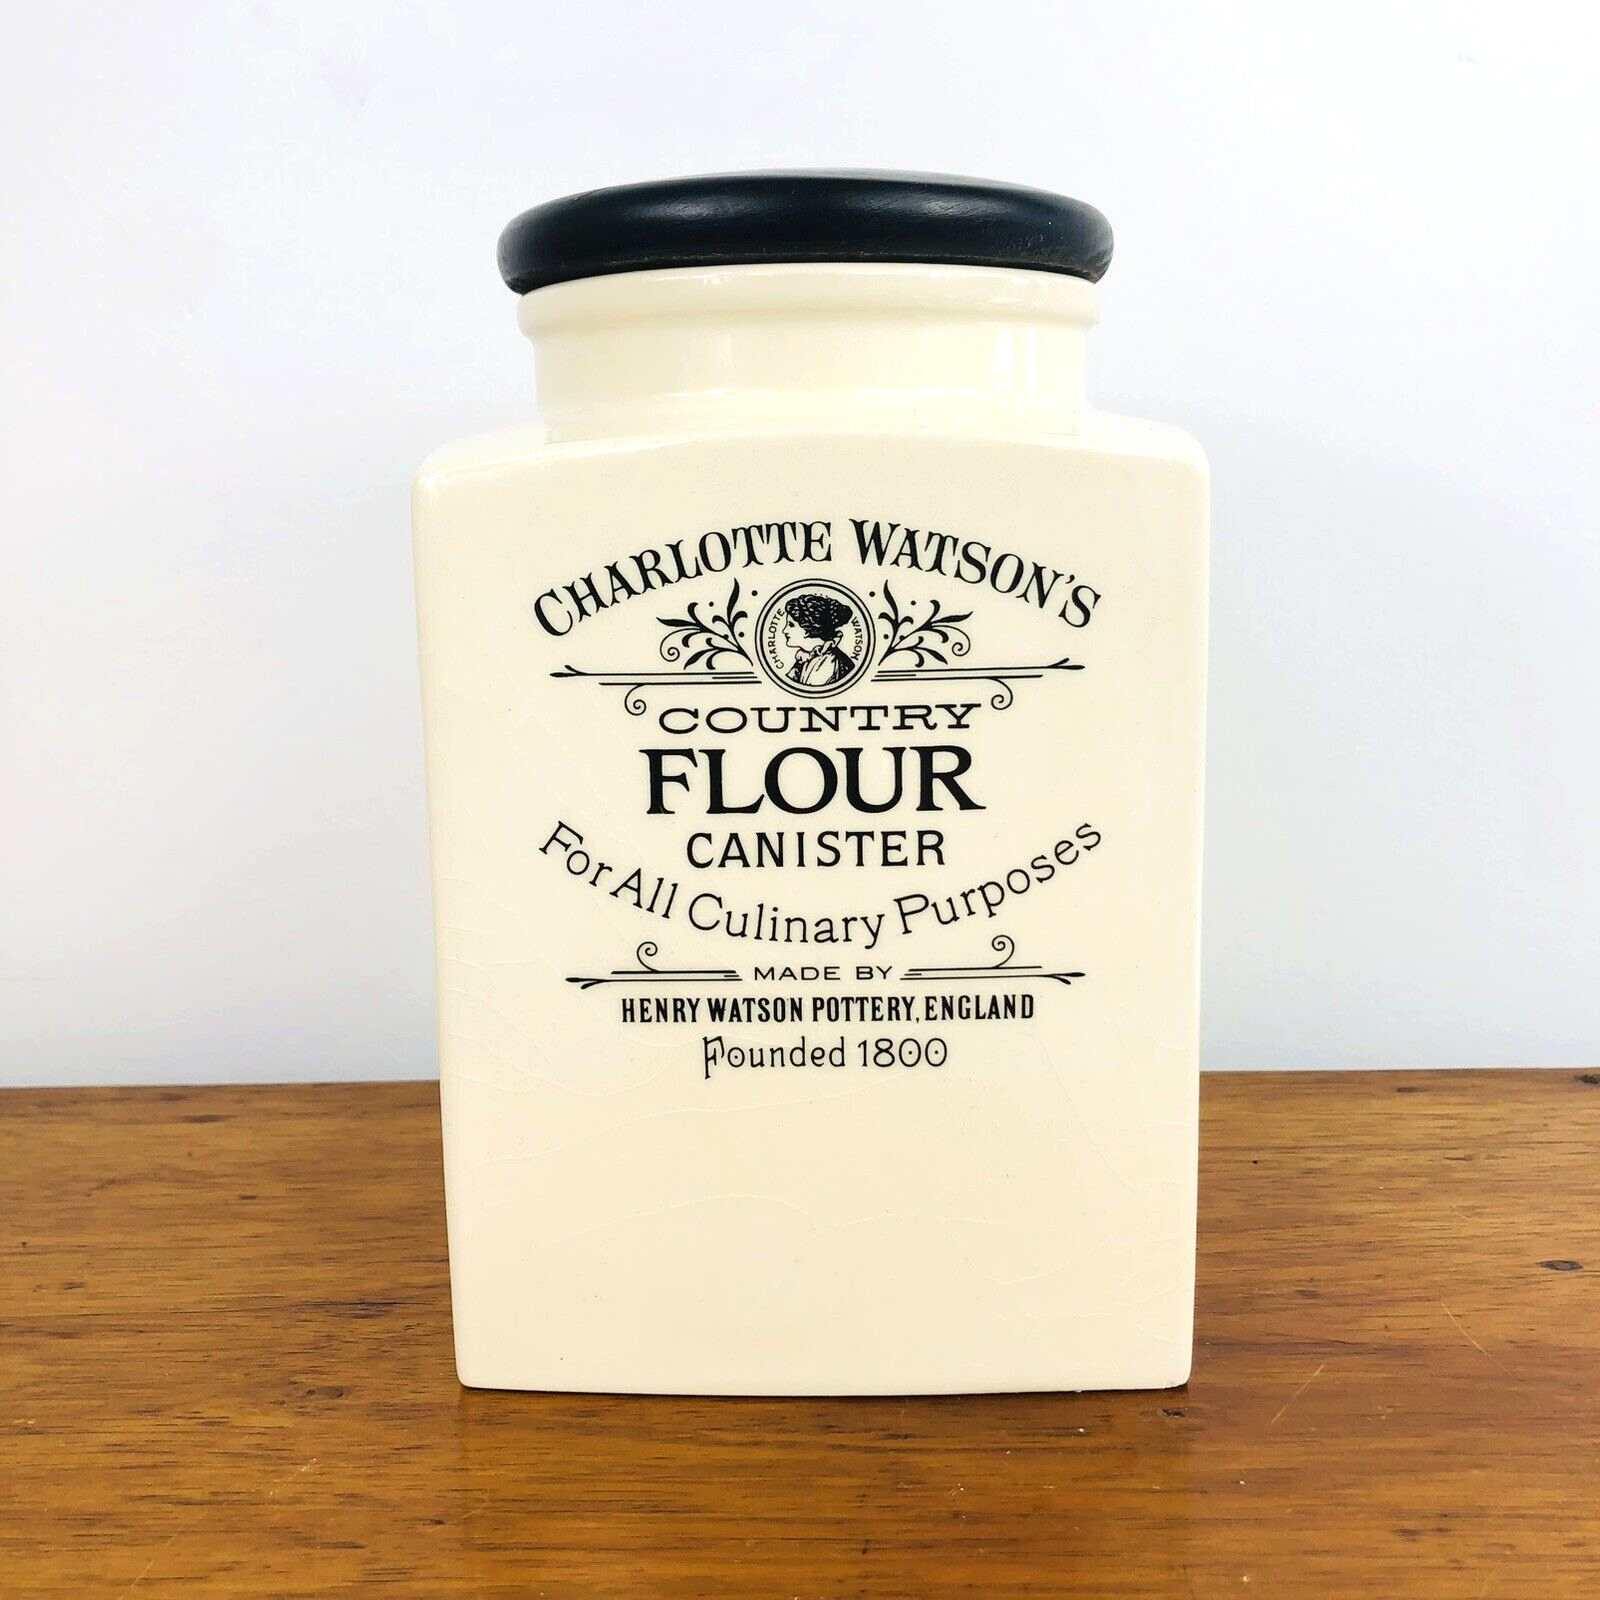 CHARLOTTE WATSON'S
CHARLOTTE WATSON
COUNTRY
FLOUR
CANISTER
For All Culinary Purposes
MADE BY
HENRY WATSON POTTERY, ENGLAND
Founded 1800